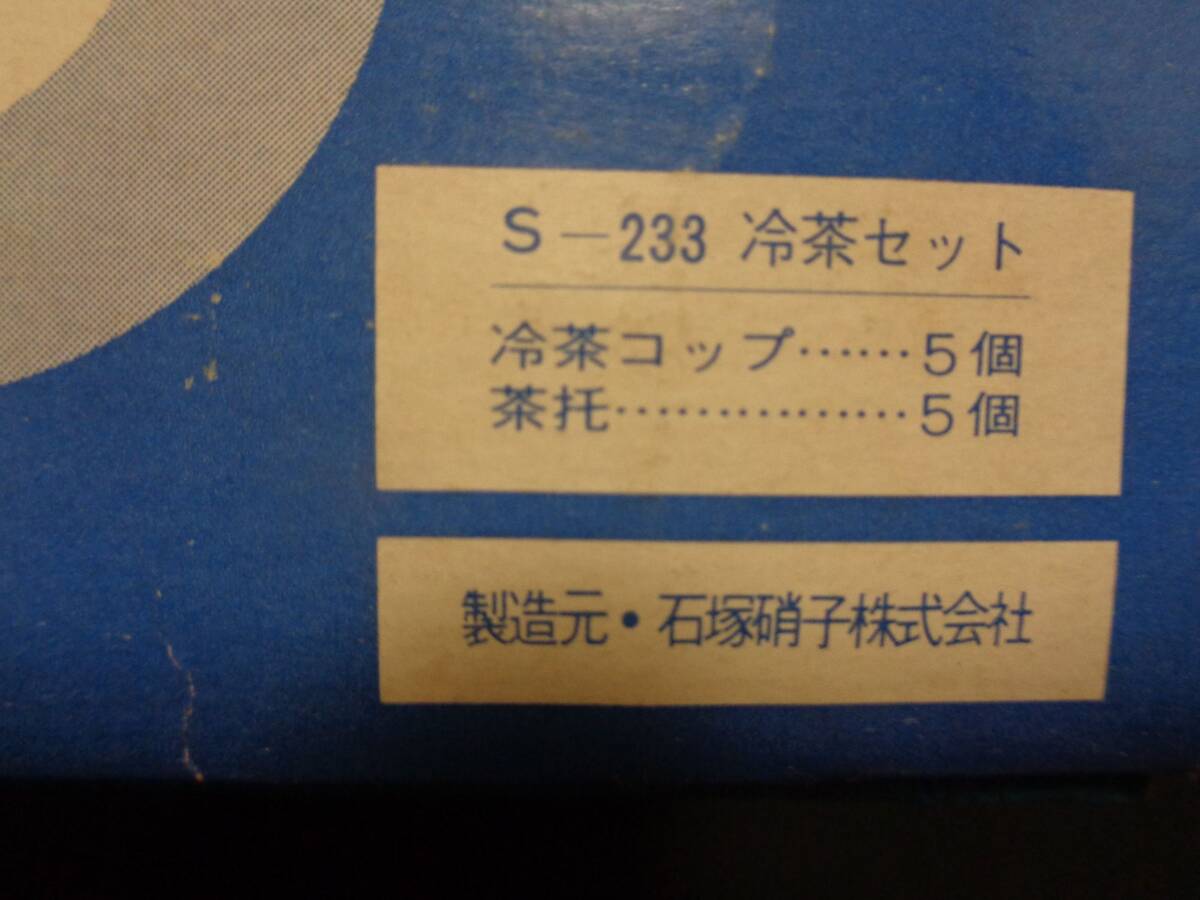 S－233 冷茶セット
冷茶コップ……5個
茶托……………5個
製造元・石塚硝子株式会社